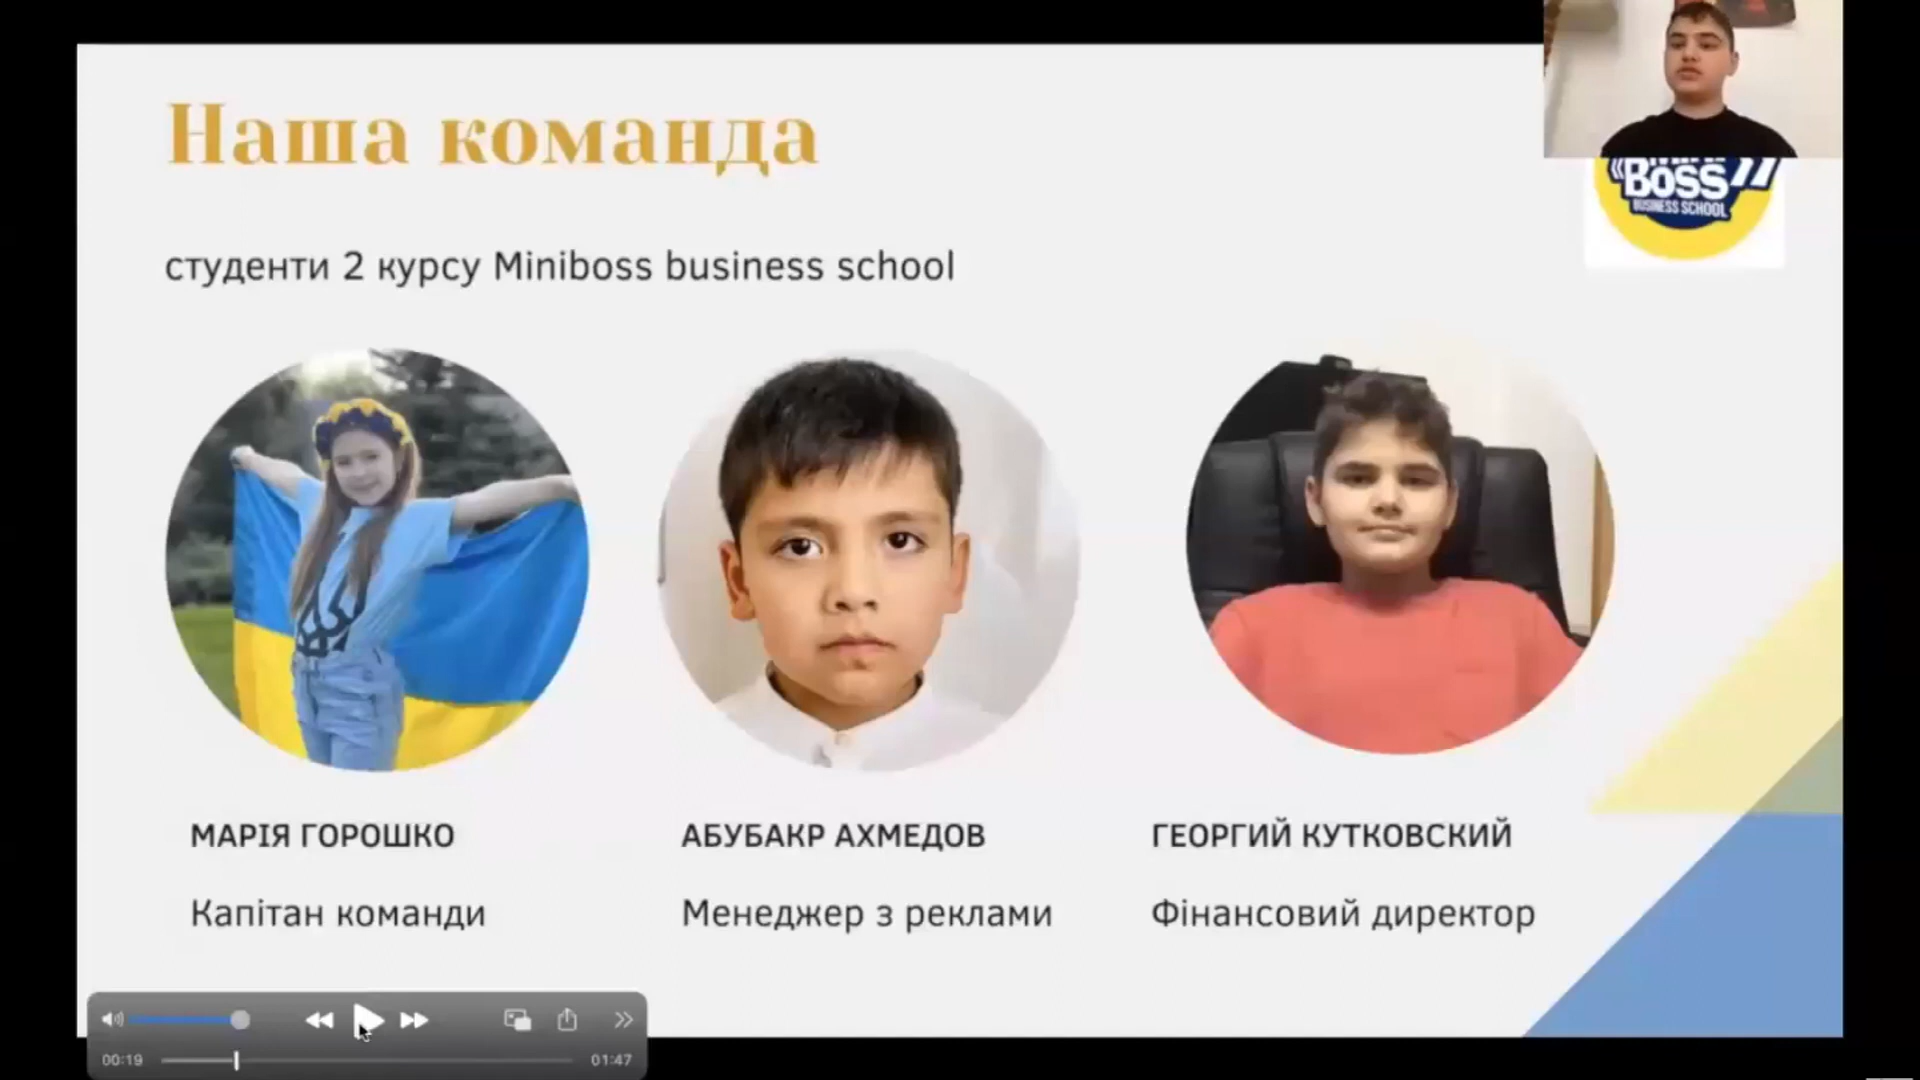 Наша команда
BOSS
BUSINESS SCHOOL
студенти 2 курсу Miniboss business school
МАРІЯ ГОРОШКО
АБУБАКР АХМЕДОВ
ГЕОРГИЙ КУТКОВСКИЙ
Капітан команди
Менеджер з реклами
Фінансовий директор
00:19
01:47